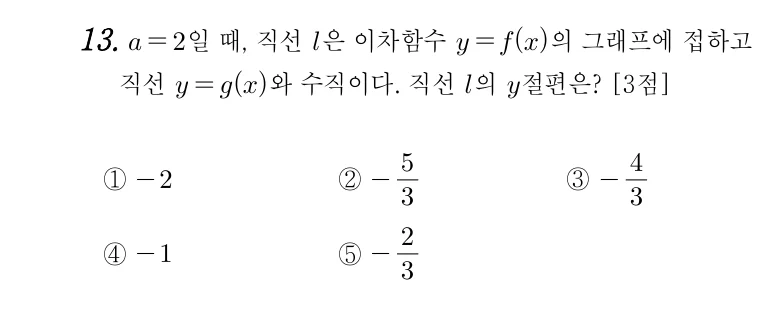 13. a=2일 때, 직선 l은 이차함수 y=f(x)의 그래프에 접하고
직선 y=g(x)와 수직이다. 직선 l의 y절편은? [3점]
① -2 ② -5/3 ③ -4/3
④ -1 ⑤ -2/3